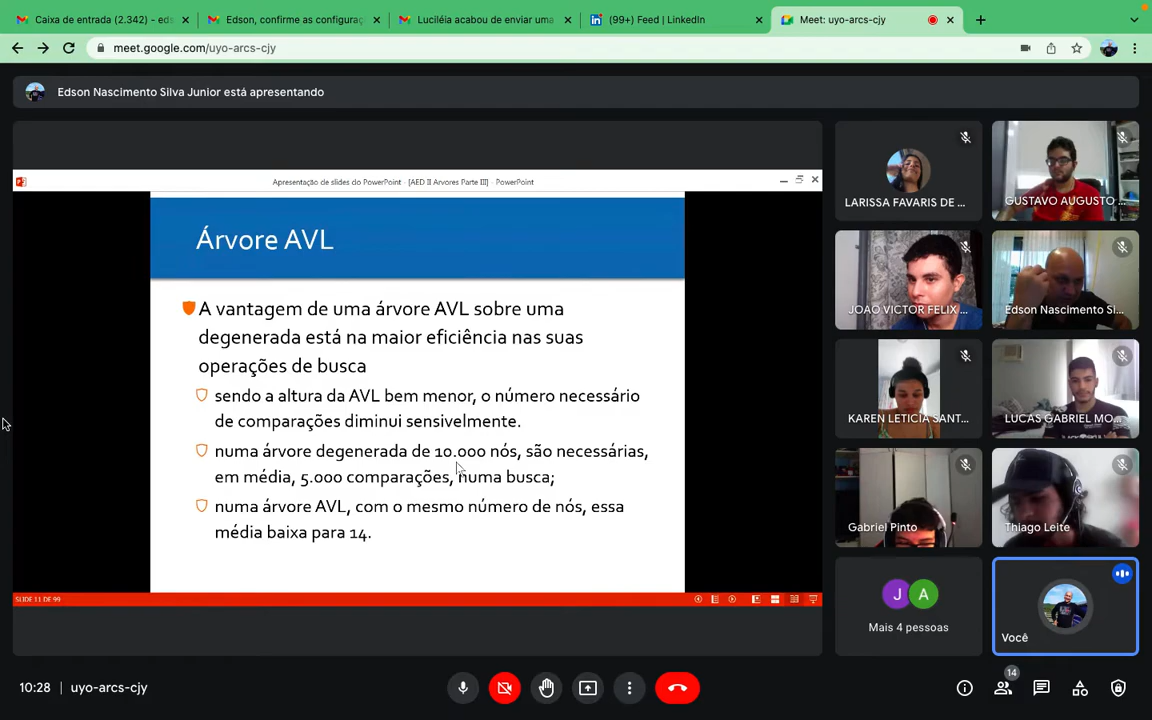 Caixa de entrada (2.342) - eds
Edson, confirme as configuraç
Luciléia acabou de enviar uma
(99+) Feed | LinkedIn
Meet: uyo-arcs-cjy
meet.google.com/uyo-arcs-cjy
Edson Nascimento Silva Junior está apresentando
Apresentação de slides do PowerPoint - [AED II Arvores Parte III] - PowerPoint
Árvore AVL
A vantagem de uma árvore AVL sobre uma
degenerada está na maior eficiência nas suas
operações de busca
sendo a altura da AVL bem menor, o número necessário
de comparações diminui sensivelmente.
numa árvore degenerada de 10.000 nós, são necessárias,
em média, 5.000 comparações, numa busca;
numa árvore AVL, com o mesmo número de nós, essa
média baixa para 14.
SLIDE 11 DE 99
LARISSA FAVARIS DE ...
GUSTAVO AUGUSTO ...
JOAO VICTOR FELIX ...
Edson Nascimento Si...
KAREN LETICIA SANT...
LUCAS GABRIEL MO...
Gabriel Pinto
Thiago Leite
J A
Mais 4 pessoas
Você
10:28 | uyo-arcs-cjy
14